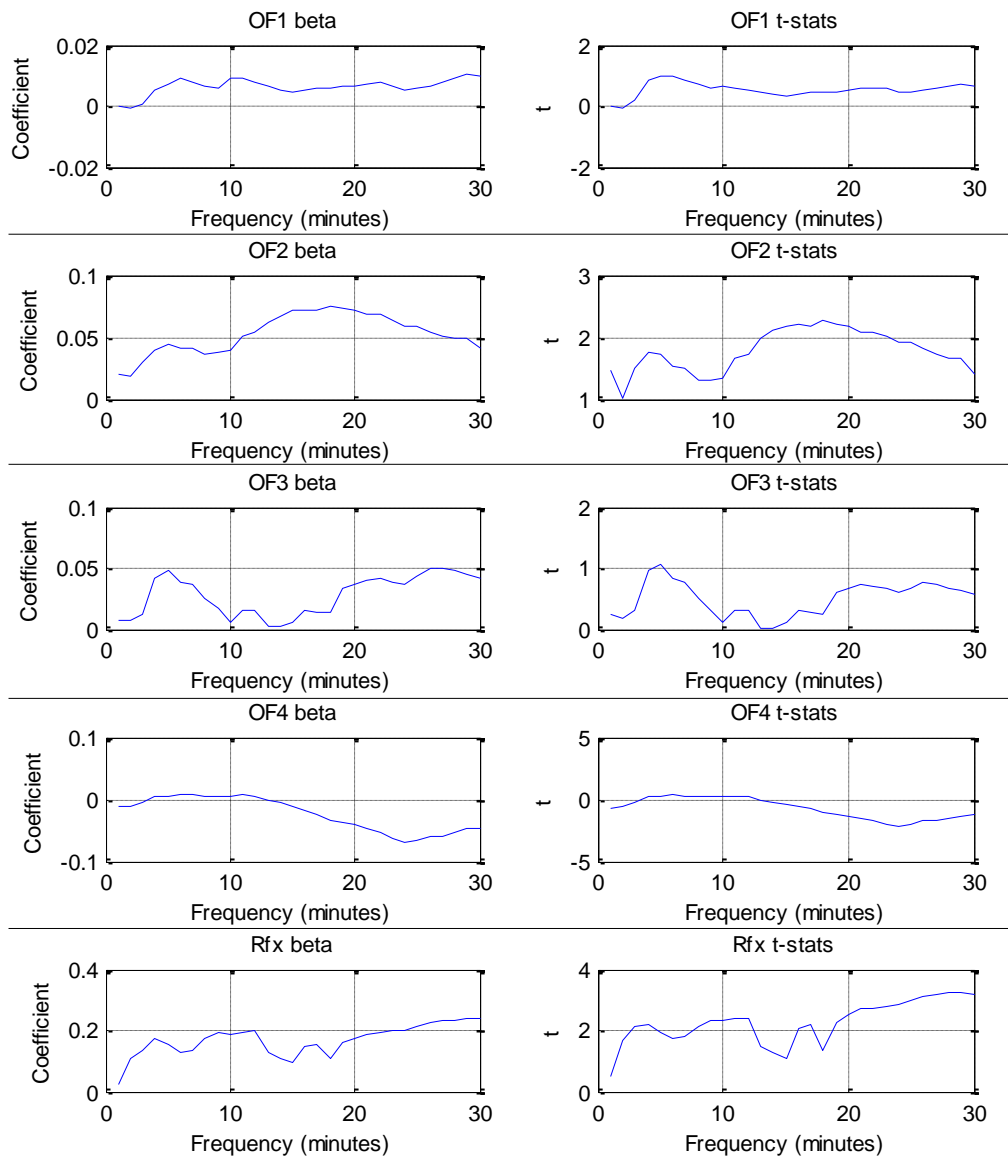 OF1 beta
0.02
0
-0.02
Coefficient
0 10 20 30
Frequency (minutes)
OF1 t-stats
2
0
-2
t
0 10 20 30
Frequency (minutes)
OF2 beta
0.1
0.05
0
Coefficient
0 10 20 30
Frequency (minutes)
OF2 t-stats
3
2
1
t
0 10 20 30
Frequency (minutes)
OF3 beta
0.1
0.05
0
Coefficient
0 10 20 30
Frequency (minutes)
OF3 t-stats
2
1
0
t
0 10 20 30
Frequency (minutes)
OF4 beta
0.1
0
-0.1
Coefficient
0 10 20 30
Frequency (minutes)
OF4 t-stats
5
0
-5
t
0 10 20 30
Frequency (minutes)
Rfx beta
0.4
0.2
0
Coefficient
0 10 20 30
Frequency (minutes)
Rfx t-stats
4
2
0
t
0 10 20 30
Frequency (minutes)